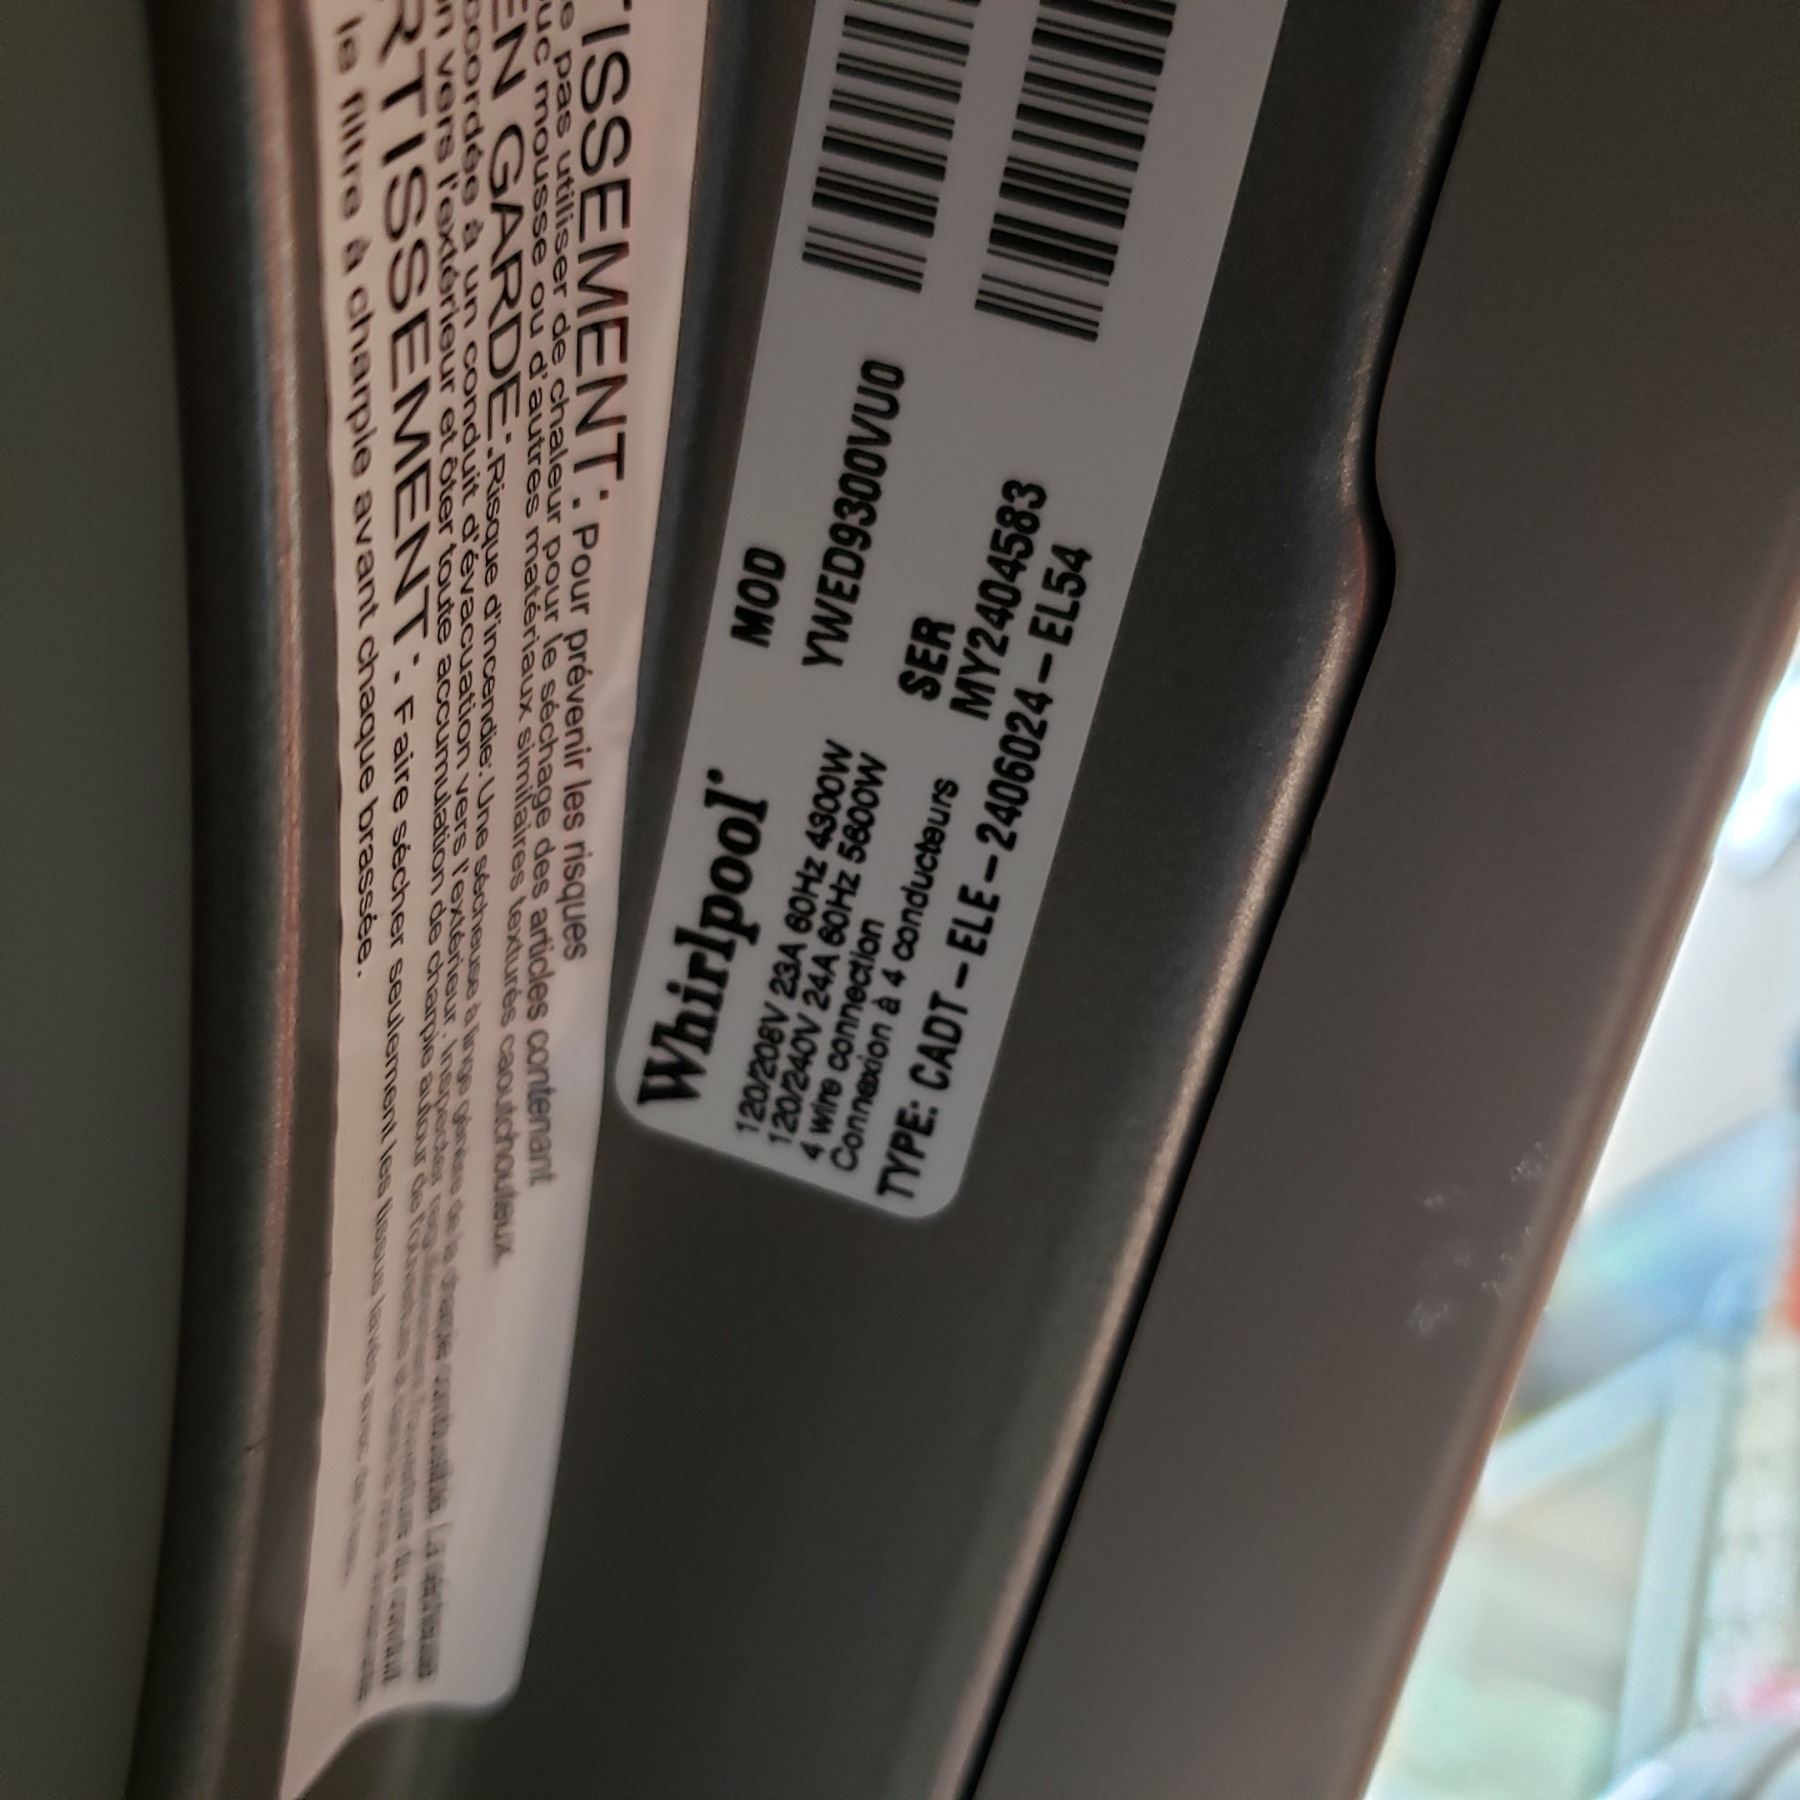 TISSEMENT : Pour prévenir les risques
pas utiliser de chaleur pour le séchage des articles contenant
mousse ou d'autres matériaux similaires texturés caoutchouteux.
EN GARDE: Risque d'incendie. Une sécheuse à linge
à un conduit d'évacuation vers l'extérieur. Inspecter
vers l'extérieur et ôter toute accumulation de charpie autour de
RTISSEMENT : Faire sécher seulement les tissus lavés avec de l'eau.
le filtre à charpie avant chaque brassée.
Whirlpool
MOD
YWED9300VU0
SER
MY2404583
120/208V 23A 60Hz 4300W
120/240V 24A 60Hz 5600W
4 wire connection
Connexion à 4 conducteurs
TYPE: CADT-ELE-2406024-EL54